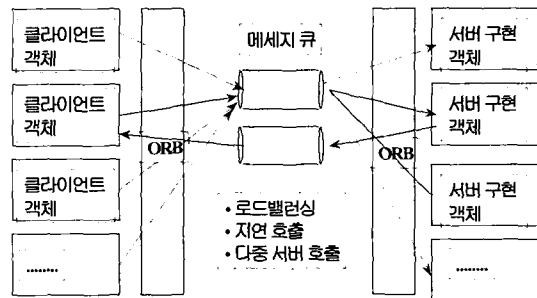 클라이언트
객체
클라이언트
객체
클라이언트
객체
........
ORB
메세지 큐
• 로드밸런싱
• 지연 호출
• 다중 서버 호출
ORB
서버 구현
객체
서버 구현
객체
서버 구현
객체
........